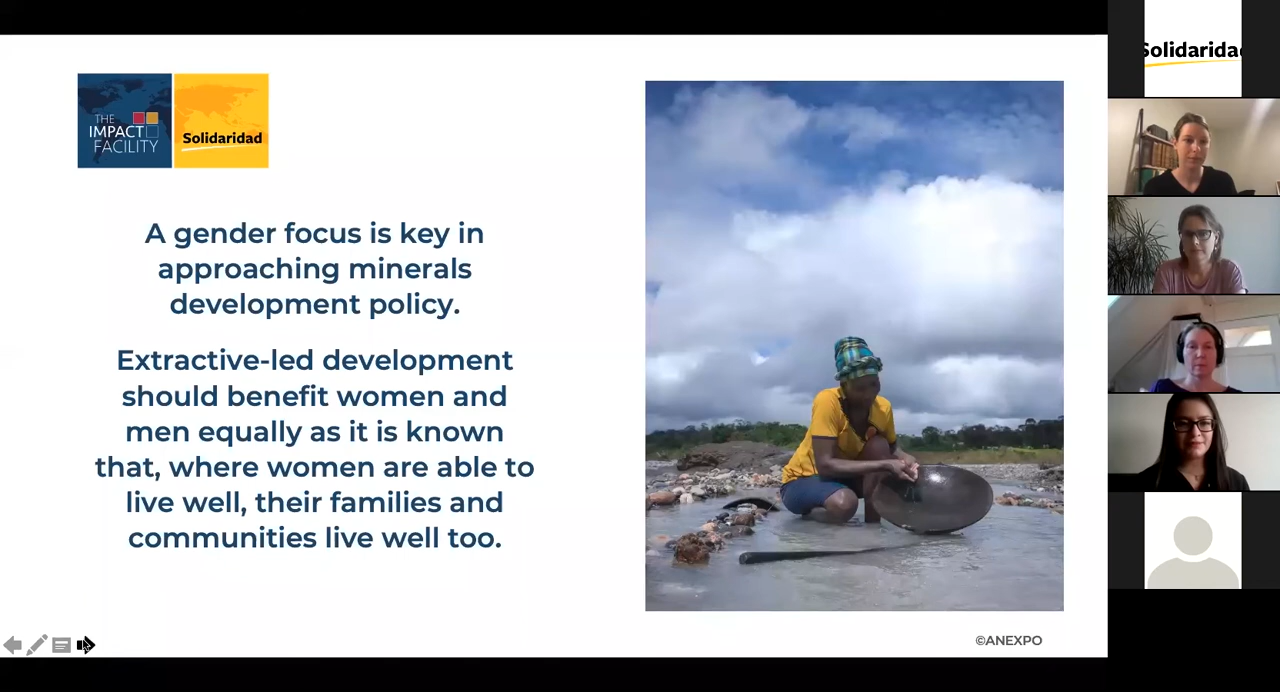 THE
IMPACT
FACILITY
Solidaridad
A gender focus is key in
approaching minerals
development policy.
Extractive-led development
should benefit women and
men equally as it is known
that, where women are able to
live well, their families and
communities live well too.
©ANEXPO
Solidaridad